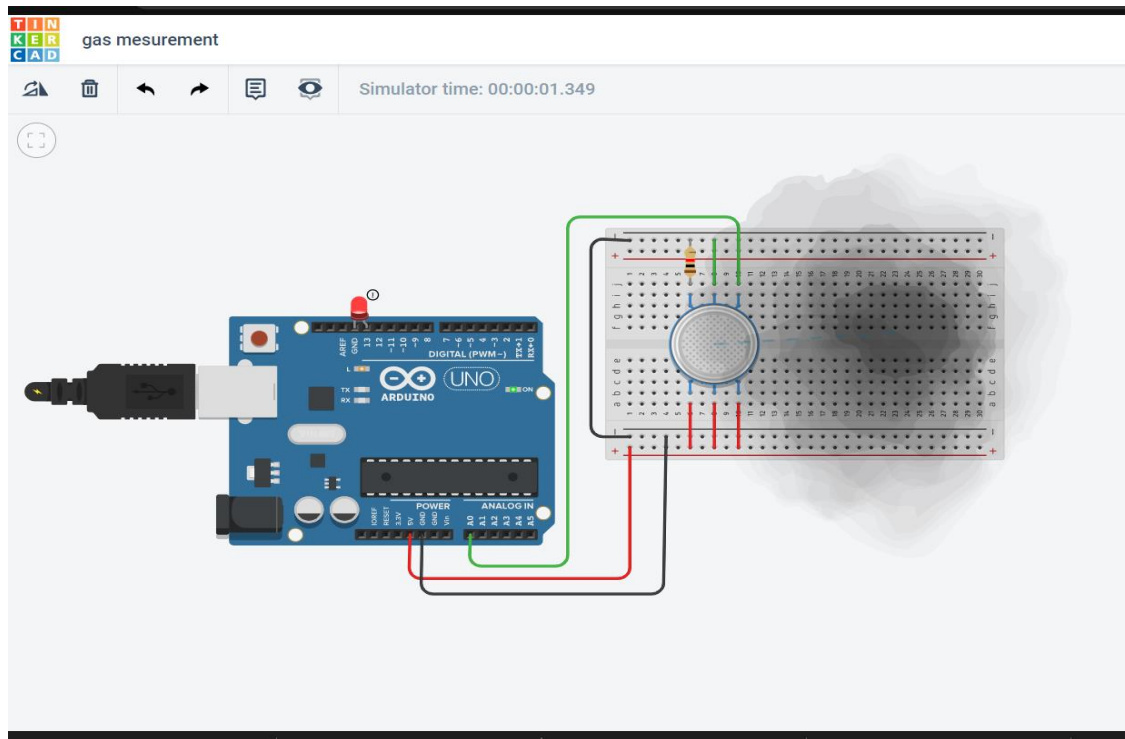 TIN
KER
CAD
gas mesurement
Simulator time: 00:00:01.349
AREF
GND
13
12
~11
~10
~9
8
7
~6
~5
4
~3
2
TX→1
RX←0
DIGITAL (PWM~)
L
TX
RX
UNO
ON
ARDUINO
POWER
ANALOG IN
IOREF
RESET
3.3V
5V
GND
GND
Vin
A0
A1
A2
A3
A4
A5